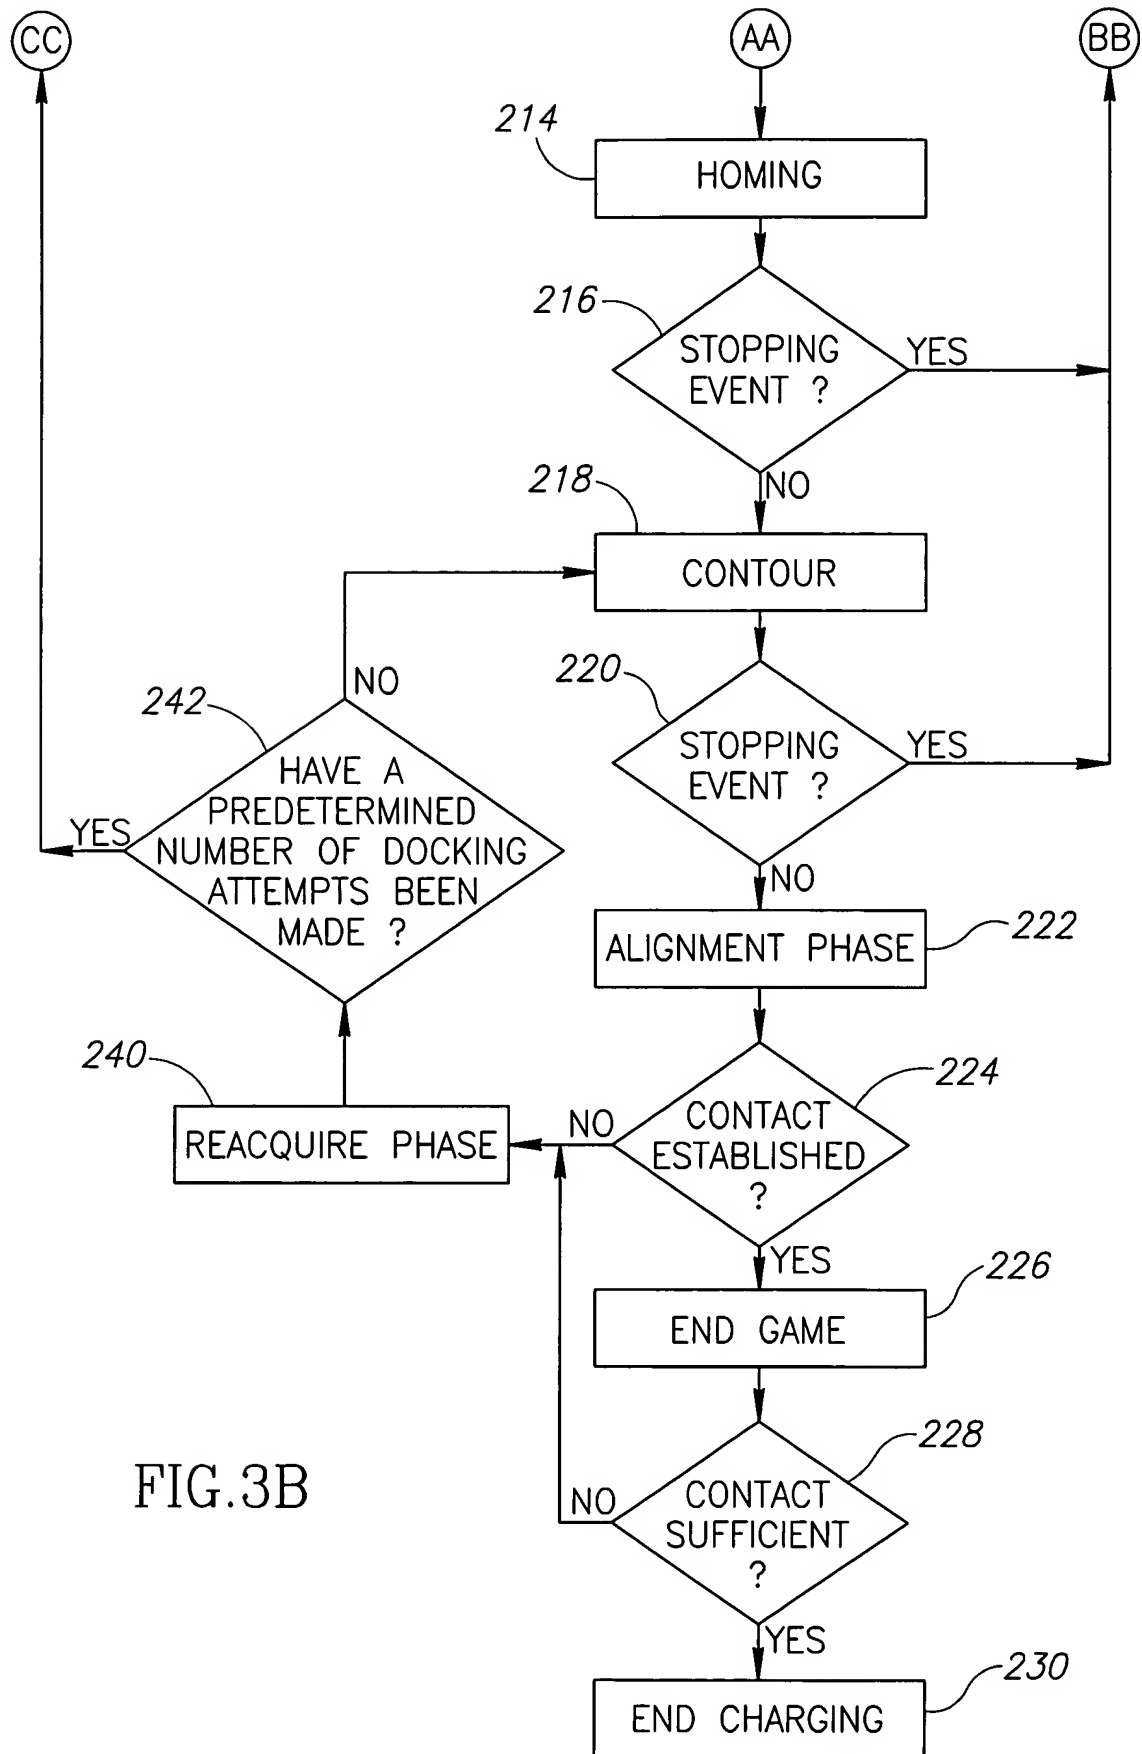 CC
AA
BB
214
HOMING
216
STOPPING
EVENT ?
YES
NO
218
CONTOUR
220
STOPPING
EVENT ?
YES
NO
242
NO
HAVE A
PREDETERMINED
NUMBER OF DOCKING
ATTEMPTS BEEN
MADE ?
YES
ALIGNMENT PHASE
222
240
REACQUIRE PHASE
NO
CONTACT
ESTABLISHED
?
224
YES
END GAME
226
FIG.3B
NO
CONTACT
SUFFICIENT
?
228
YES
END CHARGING
230